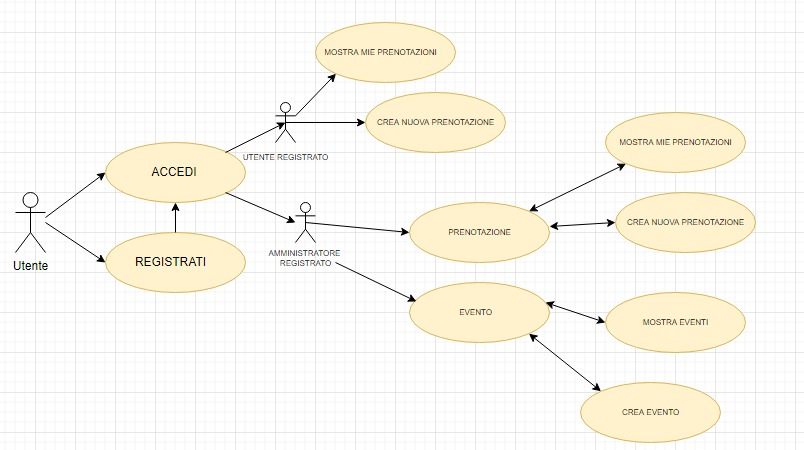 MOSTRA MIE PRENOTAZIONI
CREA NUOVA PRENOTAZIONE
UTENTE REGISTRATO
ACCEDI
Utente
REGISTRATI
AMMINISTRATORE
REGISTRATO
PRENOTAZIONE
MOSTRA MIE PRENOTAZIONI
CREA NUOVA PRENOTAZIONE
EVENTO
MOSTRA EVENTI
CREA EVENTO